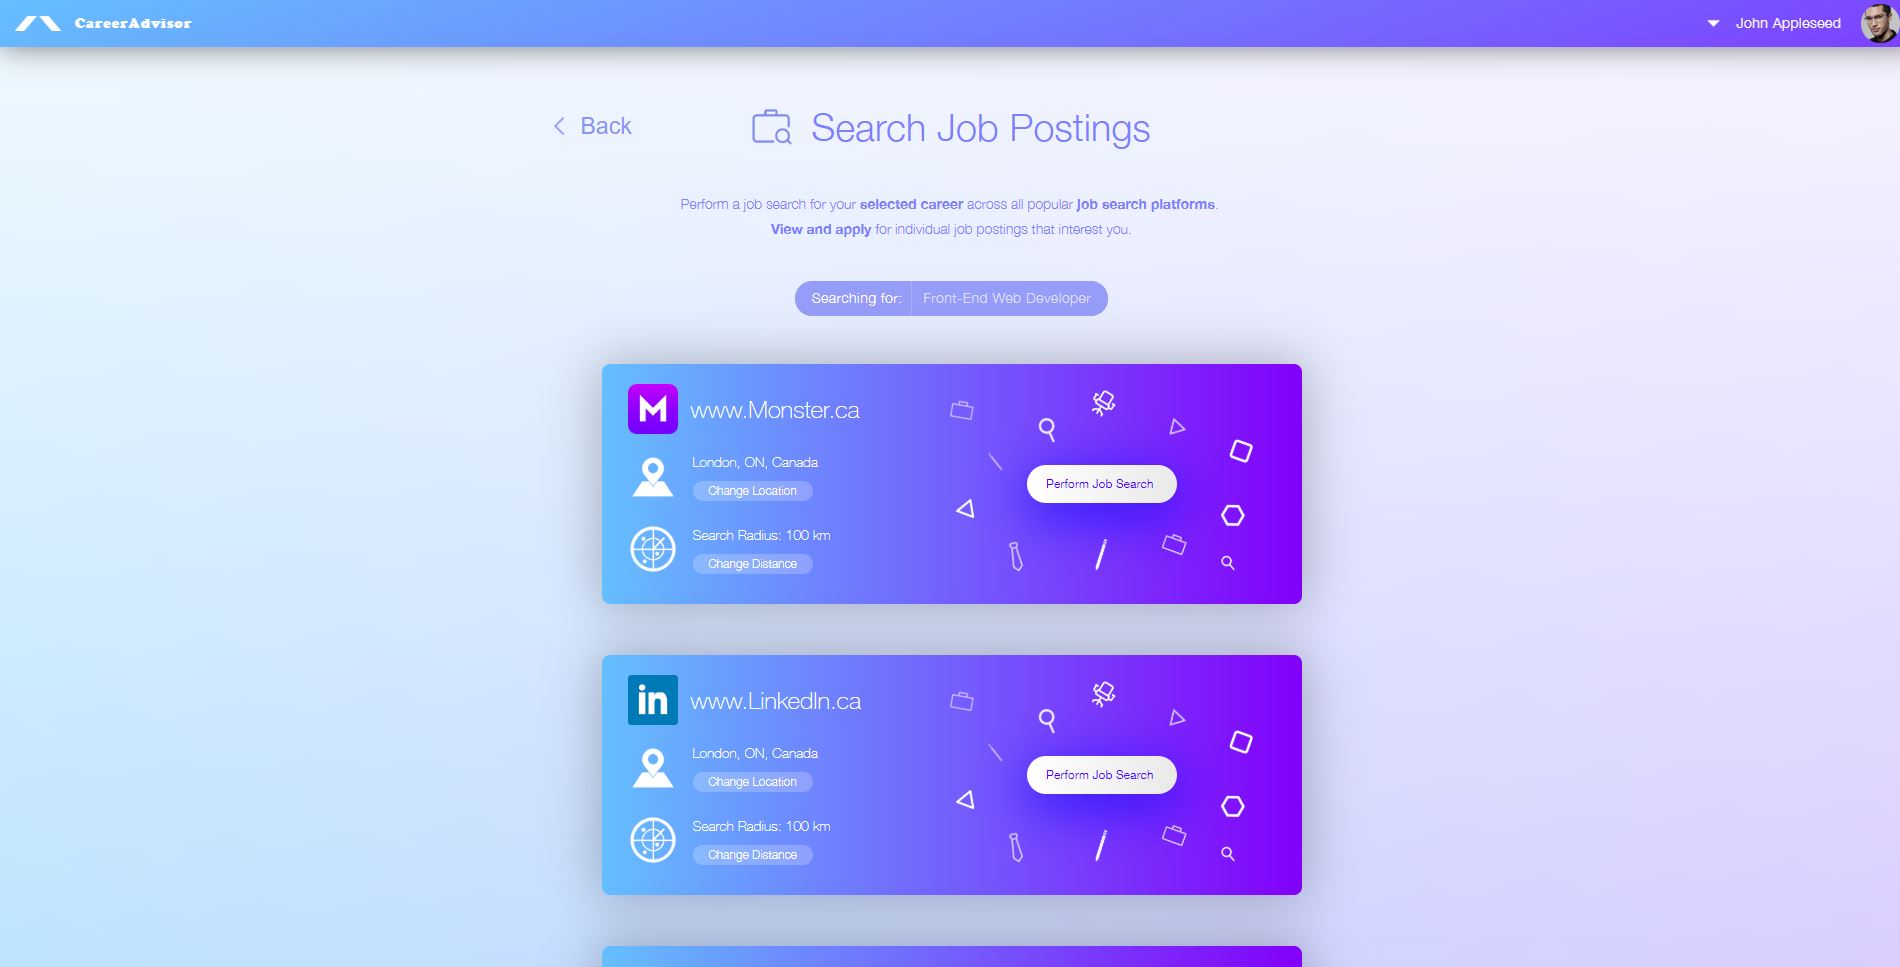 CareerAdvisor
John Appleseed
Back
Search Job Postings
Perform a job search for your selected career across all popular job search platforms.
View and apply for individual job postings that interest you.
Searching for: Front-End Web Developer
M www.Monster.ca
London, ON, Canada
Change Location
Perform Job Search
Search Radius: 100 km
Change Distance
in www.LinkedIn.ca
London, ON, Canada
Change Location
Perform Job Search
Search Radius: 100 km
Change Distance